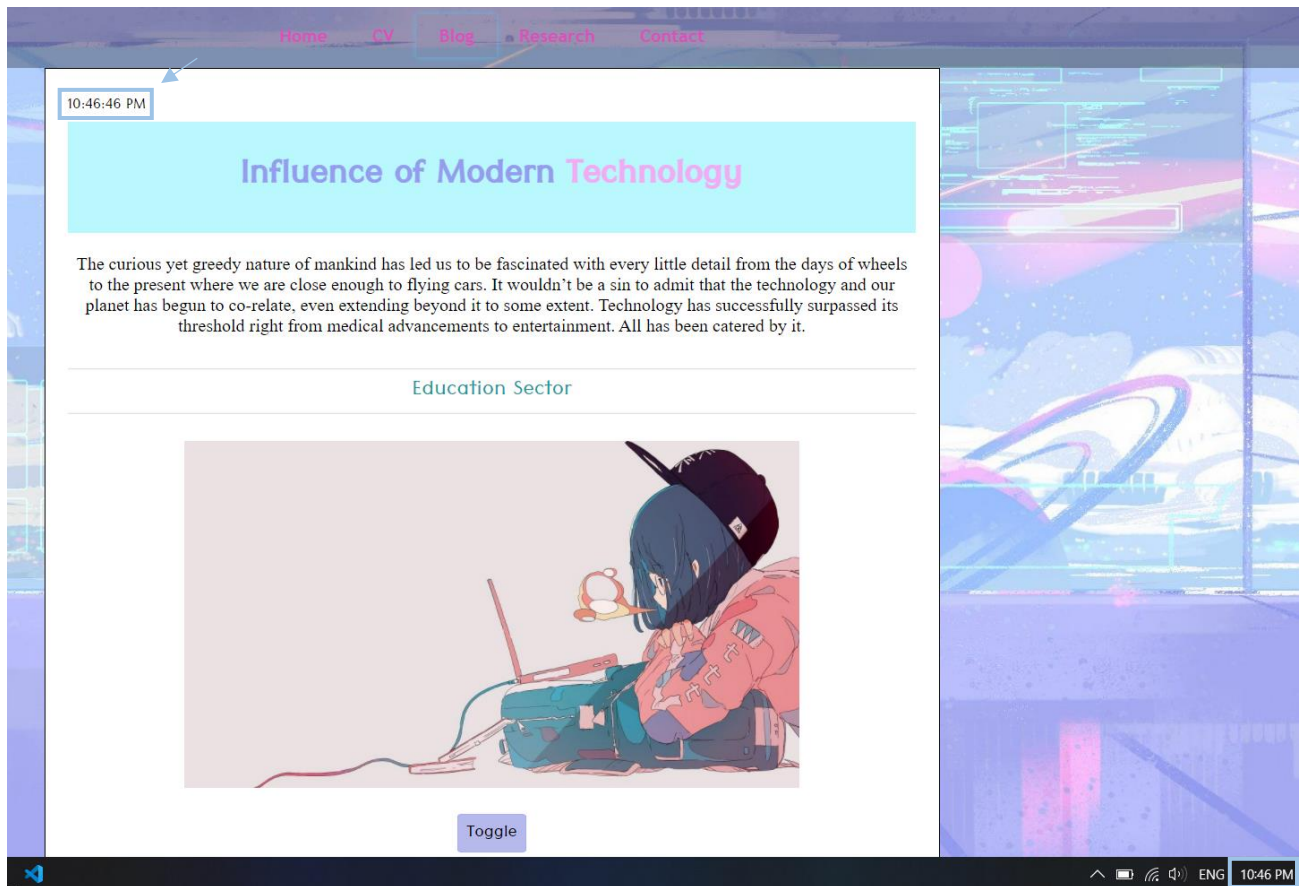 Home CV Blog Research Contact
10:46:46 PM
Influence of Modern Technology
The curious yet greedy nature of mankind has led us to be fascinated with every little detail from the days of wheels
to the present where we are close enough to flying cars. It wouldn’t be a sin to admit that the technology and our
planet has begun to co-relate, even extending beyond it to some extent. Technology has successfully surpassed its
threshold right from medical advancements to entertainment. All has been catered by it.
Education Sector
Toggle
ENG 10:46 PM